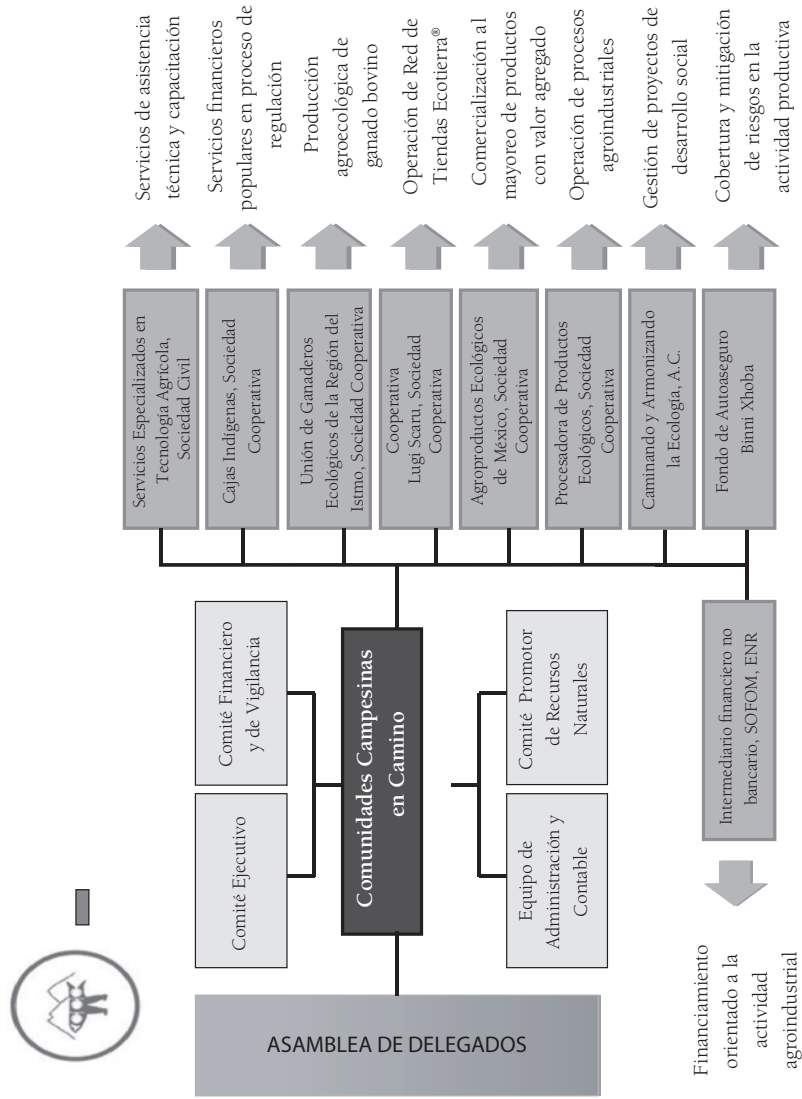 ASAMBLEA DE DELEGADOS
Comité Ejecutivo
Comité Financiero
y de Vigilancia
Comunidades Campesinas
en Camino
Equipo de
Administración y
Contable
Comité Promotor
de Recursos
Naturales
Servicios Especializados en
Tecnología Agrícola,
Sociedad Civil
Servicios de asistencia
técnica y capacitación
Cajas Indígenas, Sociedad
Cooperativa
Servicios financieros
populares en proceso de
regulación
Unión de Ganaderos
Ecológicos de la Región del
Istmo, Sociedad Cooperativa
Producción
agroecológica de
ganado bovino
Cooperativa
Lugi Scaru, Sociedad
Cooperativa
Operación de Red de
Tiendas Ecotierra®
Agroproductos Ecológicos
de México, Sociedad
Cooperativa
Comercialización al
mayoreo de productos
con valor agregado
Procesadora de Productos
Ecológicos, Sociedad
Cooperativa
Operación de procesos
agroindustriales
Caminando y Armonizando
la Ecología, A.C.
Gestión de proyectos de
desarrollo social
Fondo de Autoaseguro
Binni Xhoba
Cobertura y mitigación
de riesgos en la
actividad productiva
Intermediario financiero no
bancario, SOFOM, ENR
Financiamiento
orientado a la
actividad
agroindustrial